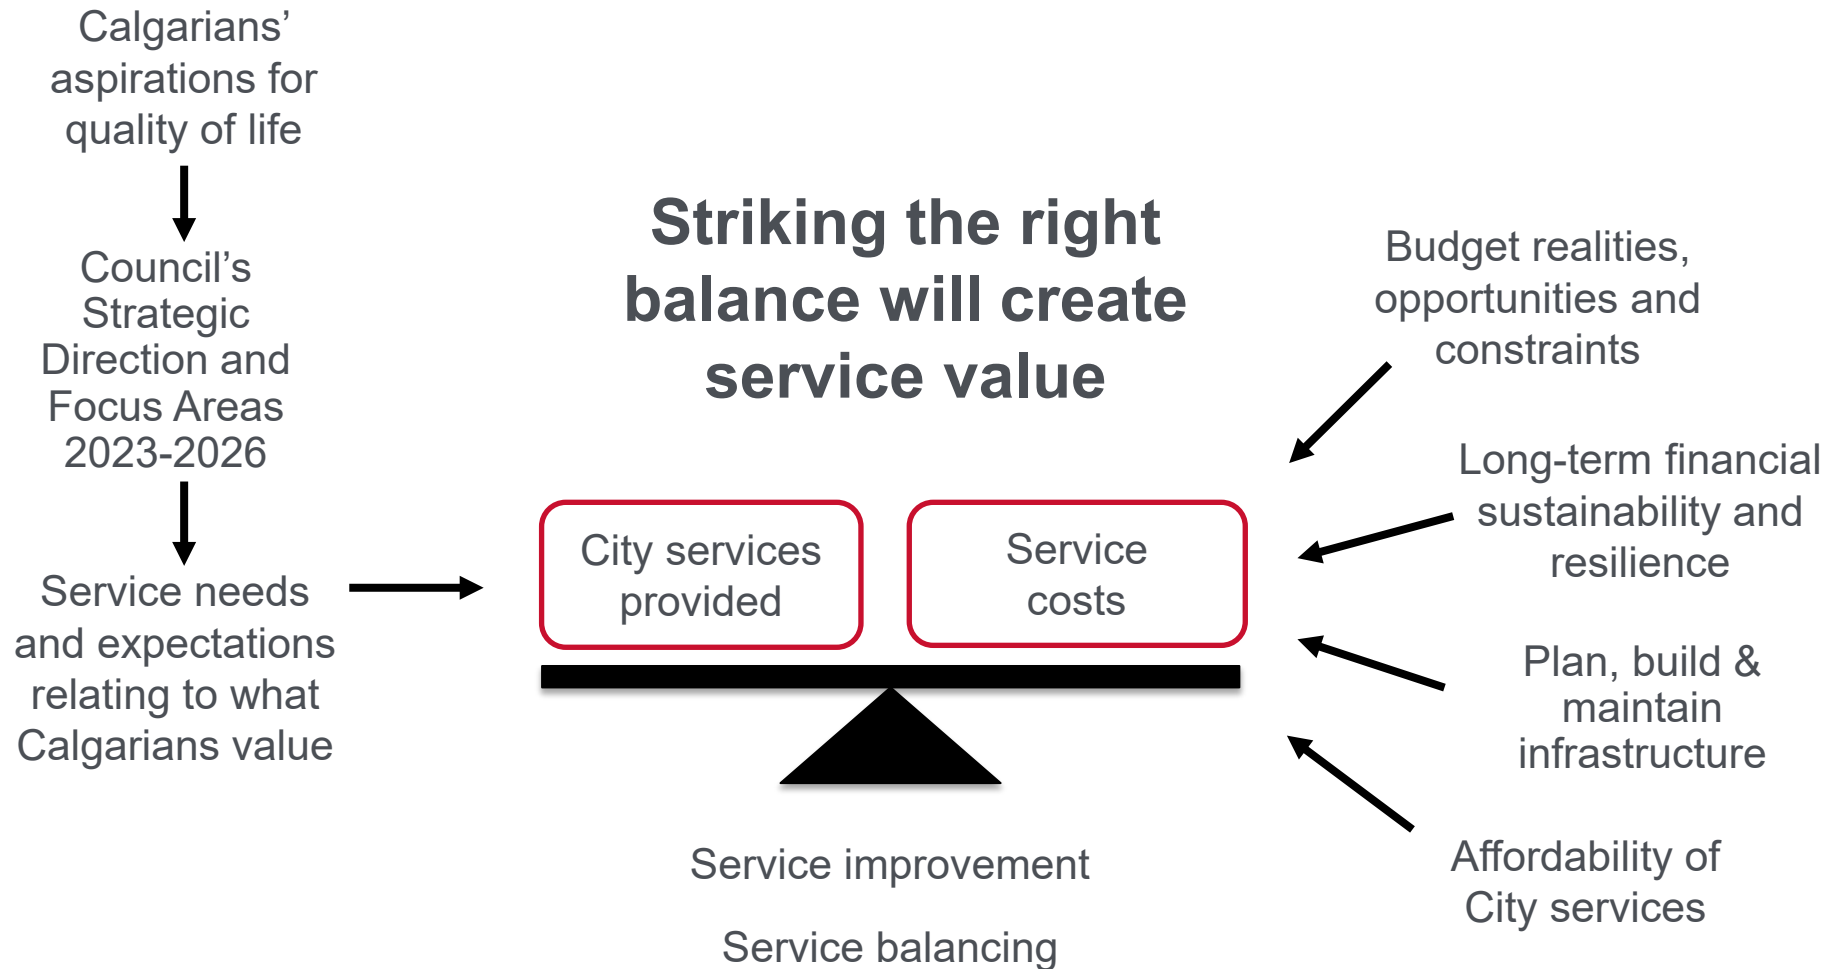 Calgarians’
aspirations for
quality of life
Council’s
Strategic
Direction and
Focus Areas
2023-2026
Service needs
and expectations
relating to what
Calgarians value
Striking the right
balance will create
service value
City services
provided
Service
costs
Service improvement
Service balancing
Budget realities,
opportunities and
constraints
Long-term financial
sustainability and
resilience
Plan, build &
maintain
infrastructure
Affordability of
City services